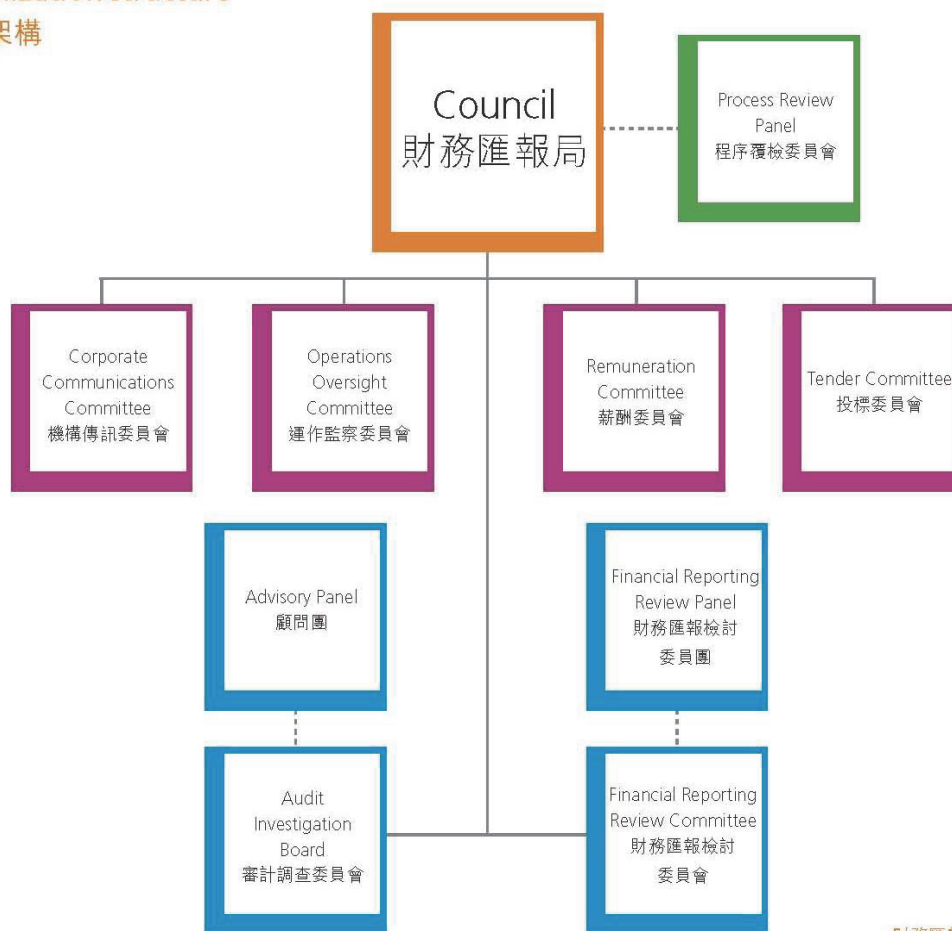 架構
Council
財務匯報局
Process Review
Panel
程序覆檢委員會
Corporate
Communications
Committee
機構傳訊委員會
Operations
Oversight
Committee
運作監察委員會
Remuneration
Committee
薪酬委員會
Tender Committee
投標委員會
Advisory Panel
顧問團
Financial Reporting
Review Panel
財務匯報檢討
委員團
Audit
Investigation
Board
審計調查委員會
Financial Reporting
Review Committee
財務匯報檢討
委員會